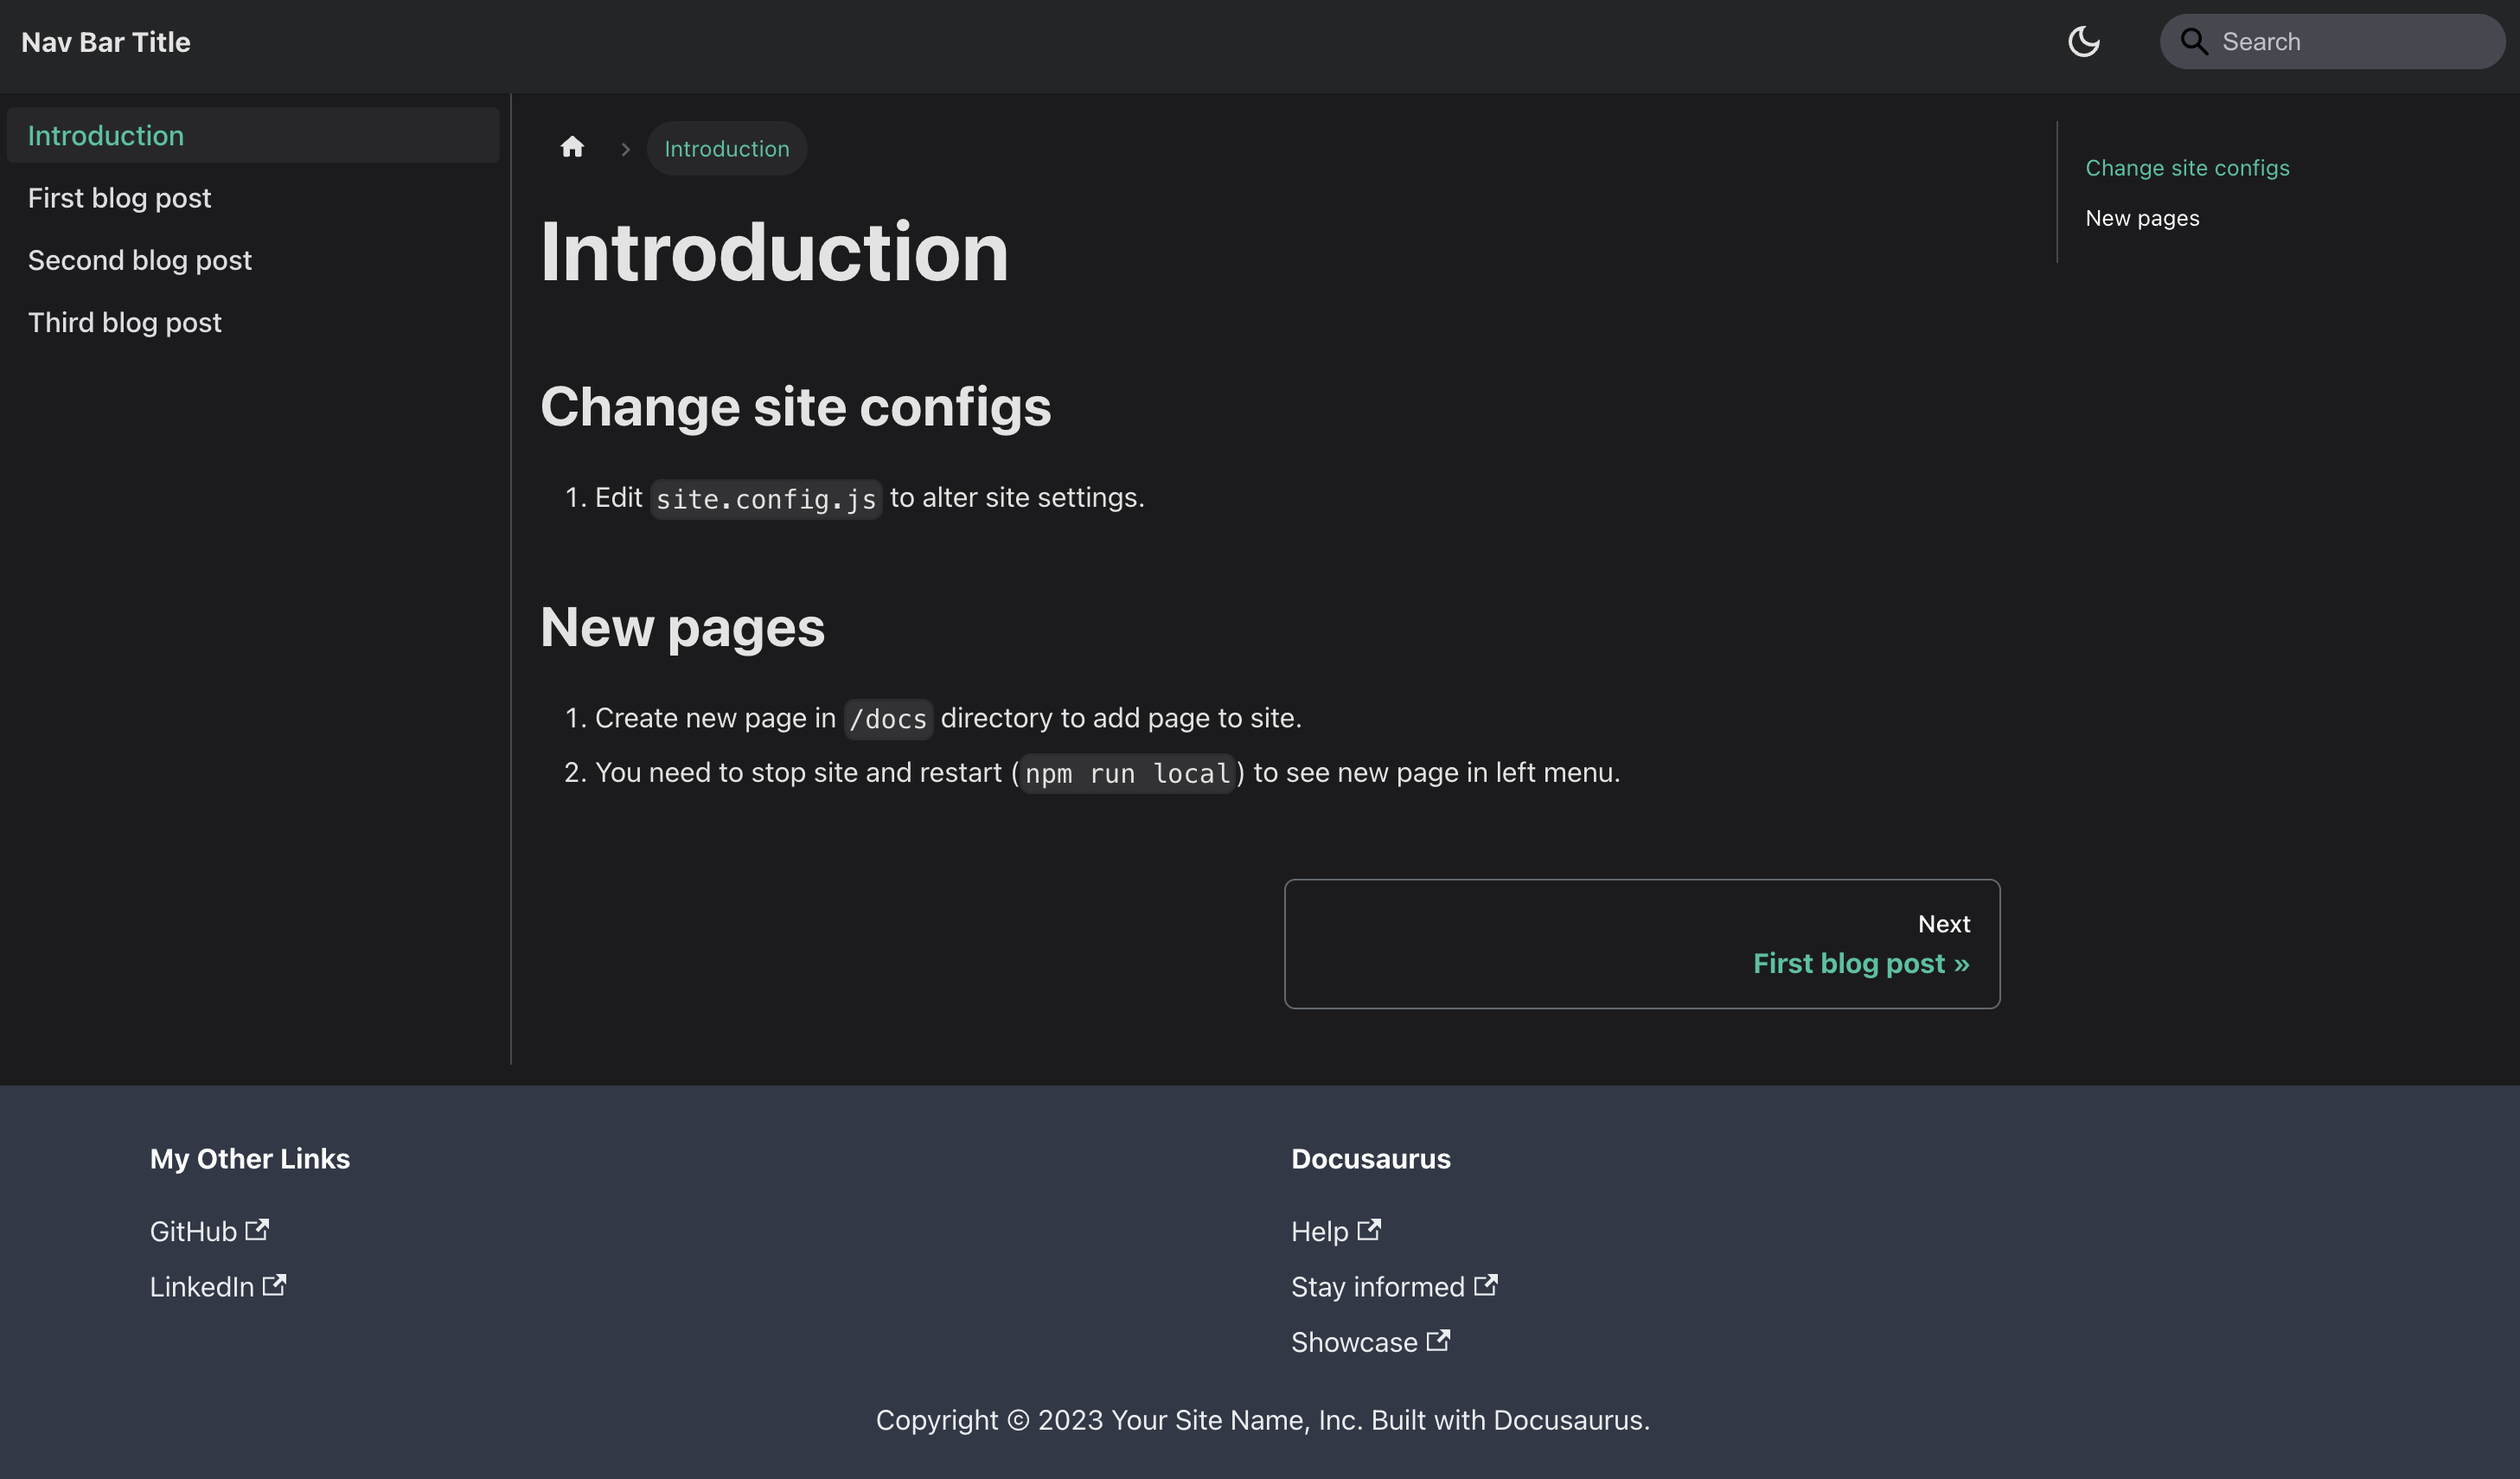 Nav Bar Title
Search
Introduction
First blog post
Second blog post
Third blog post
Introduction
Introduction
Change site configs
1. Edit site.config.js to alter site settings.
New pages
1. Create new page in /docs directory to add page to site.
2. You need to stop site and restart (npm run local) to see new page in left menu.
Next
First blog post »
Change site configs
New pages
My Other Links
GitHub
LinkedIn
Docusaurus
Help
Stay informed
Showcase
Copyright © 2023 Your Site Name, Inc. Built with Docusaurus.